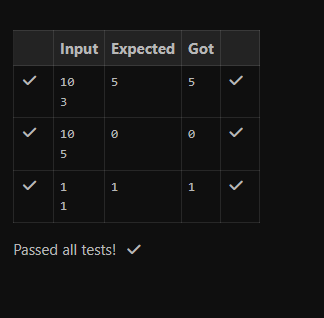 Input Expected Got
10 5 5
3
10 0 0
5
1 1 1
1
Passed all tests!